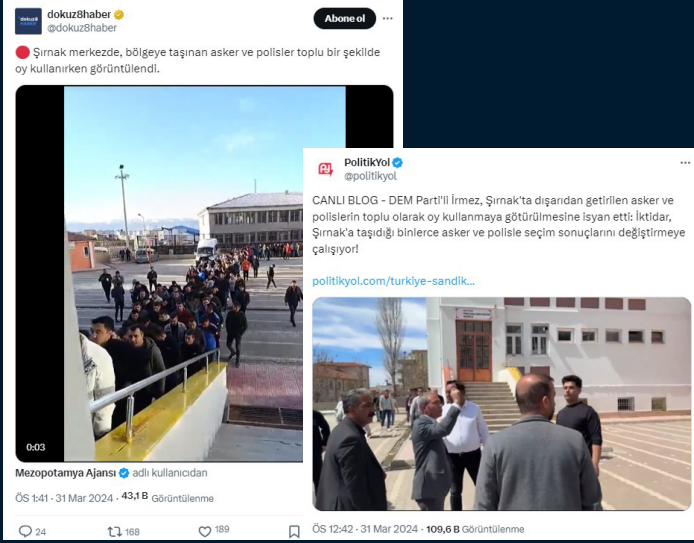 dokuz8haber
@dokuz8haber
Abone ol
Şırnak merkezde, bölgeye taşınan asker ve polisler toplu bir şekilde
oy kullanırken görüntülendi.
0:03
Mezopotamya Ajansı adlı kullanıcıdan
ÖS 1:41 · 31 Mar 2024 · 43,1 B Görüntülenme
24 168 189
PolitikYol
@politikyol
CANLI BLOG - DEM Parti'li İrmez, Şırnak'ta dışarıdan getirilen asker ve
polislerin toplu olarak oy kullanmaya götürülmesine isyan etti: İktidar,
Şırnak'a taşıdığı binlerce asker ve polisle seçim sonuçlarını değiştirmeye
çalışıyor!
politikyol.com/turkiye-sandik...
ÖS 12:42 · 31 Mar 2024 · 109,6 B Görüntülenme